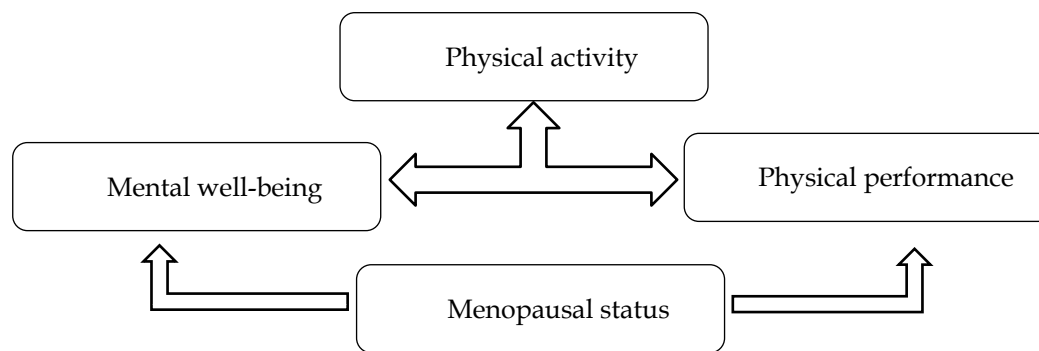 Physical activity
Mental well-being
Physical performance
Menopausal status